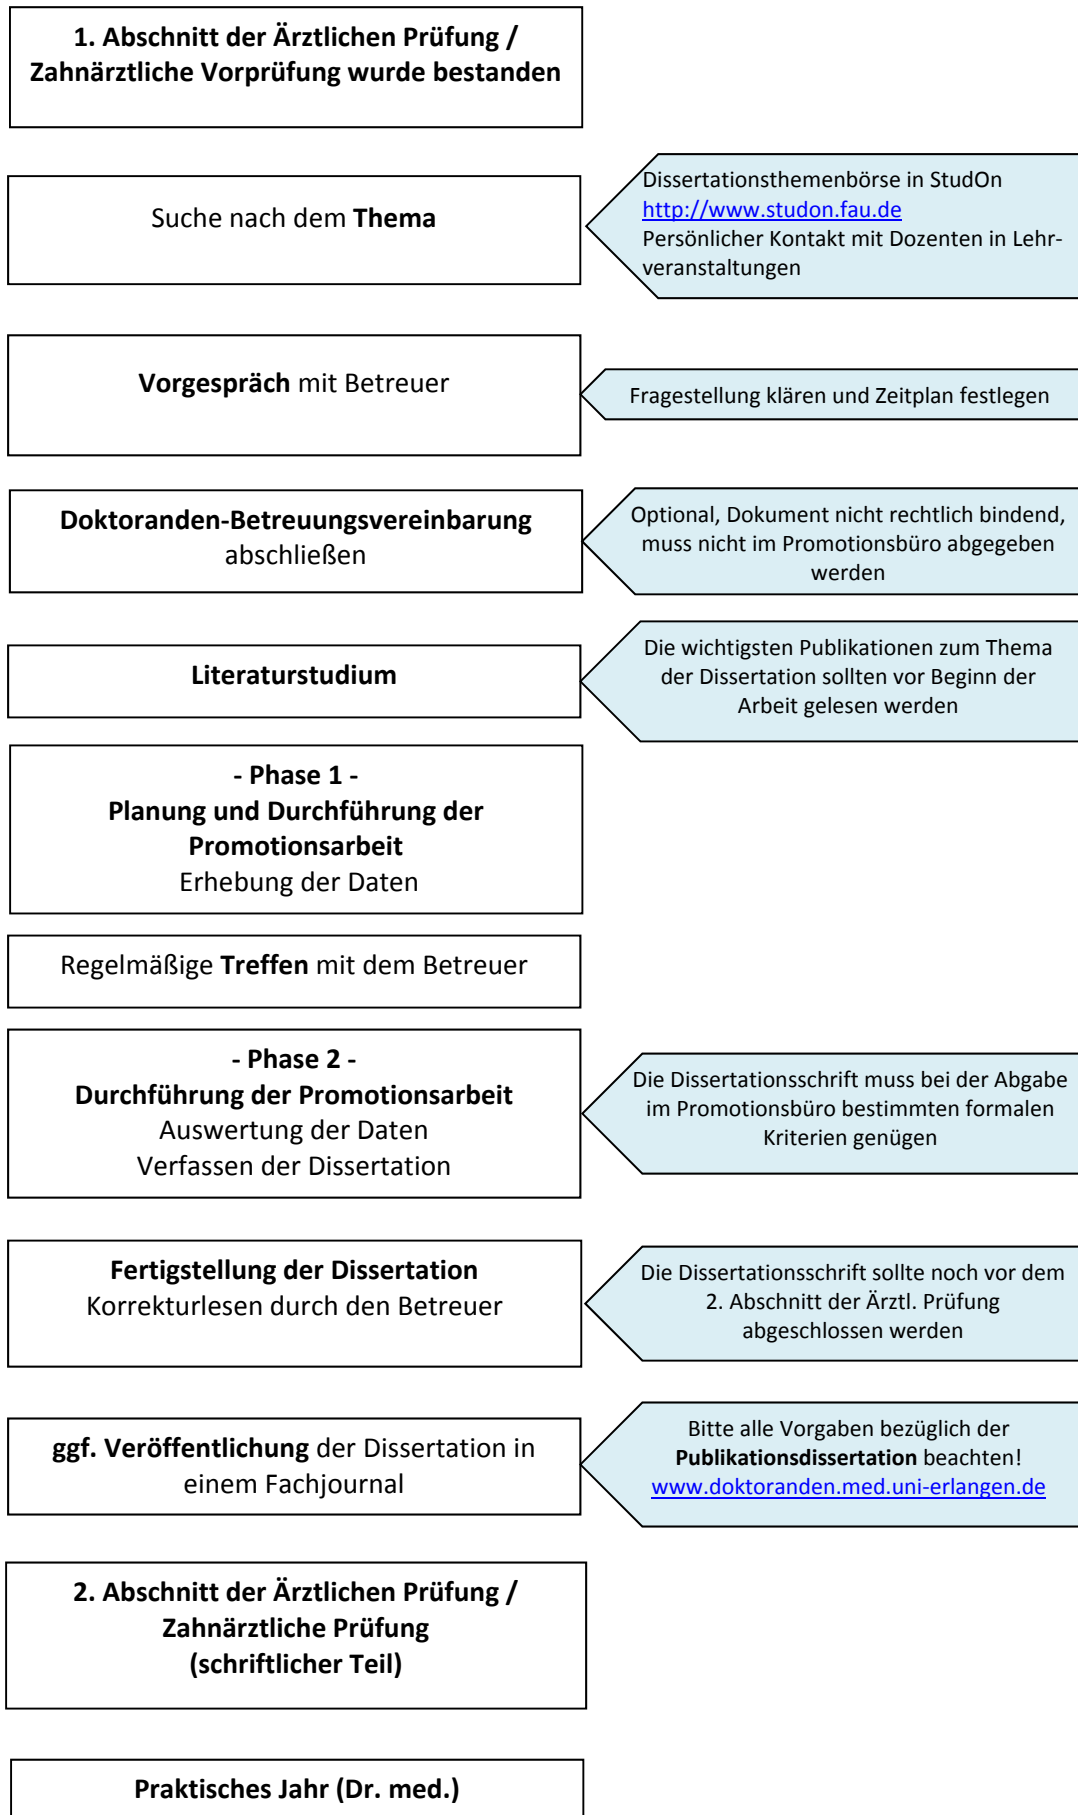 1. Abschnitt der Ärztlichen Prüfung /
Zahnärztliche Vorprüfung wurde bestanden
Suche nach dem Thema
Dissertationsthemenbörse in StudOn
http://www.studon.fau.de
Persönlicher Kontakt mit Dozenten in Lehr-
veranstaltungen
Vorgespräch mit Betreuer
Fragestellung klären und Zeitplan festlegen
Doktoranden-Betreuungsvereinbarung
abschließen
Optional, Dokument nicht rechtlich bindend,
muss nicht im Promotionsbüro abgegeben
werden
Literaturstudium
Die wichtigsten Publikationen zum Thema
der Dissertation sollten vor Beginn der
Arbeit gelesen werden
- Phase 1 -
Planung und Durchführung der
Promotionsarbeit
Erhebung der Daten
Regelmäßige Treffen mit dem Betreuer
- Phase 2 -
Durchführung der Promotionsarbeit
Auswertung der Daten
Verfassen der Dissertation
Die Dissertationsschrift muss bei der Abgabe
im Promotionsbüro bestimmten formalen
Kriterien genügen
Fertigstellung der Dissertation
Korrekturlesen durch den Betreuer
Die Dissertationsschrift sollte noch vor dem
2. Abschnitt der Ärztl. Prüfung
abgeschlossen werden
ggf. Veröffentlichung der Dissertation in
einem Fachjournal
Bitte alle Vorgaben bezüglich der
Publikationsdissertation beachten!
www.doktoranden.med.uni-erlangen.de
2. Abschnitt der Ärztlichen Prüfung /
Zahnärztliche Prüfung
(schriftlicher Teil)
Praktisches Jahr (Dr. med.)